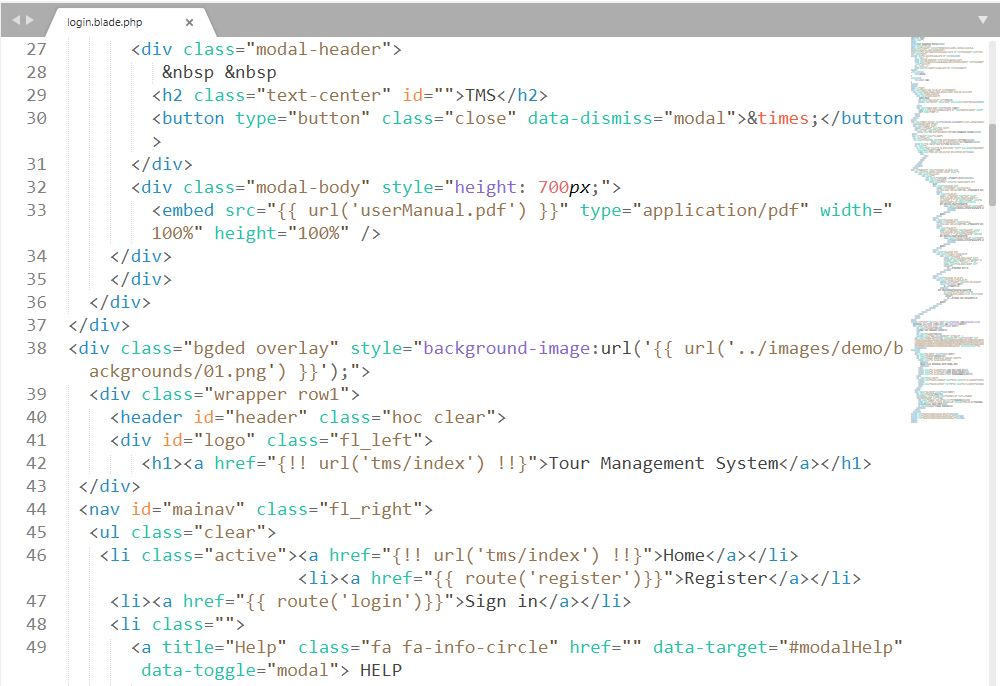 login.blade.php ×
27 <div class="modal-header">
28 &nbsp &nbsp
29 <h2 class="text-center" id="">TMS</h2>
30 <button type="button" class="close" data-dismiss="modal">&times;</button
>
31 </div>
32 <div class="modal-body" style="height: 700px;">
33 <embed src="{{ url('userManual.pdf') }}" type="application/pdf" width="
100%" height="100%" />
34 </div>
35 </div>
36 </div>
37 </div>
38 <div class="bgded overlay" style="background-image:url('{{ url('../images/demo/b
ackgrounds/01.png') }}');">
39 <div class="wrapper row1">
40 <header id="header" class="hoc clear">
41 <div id="logo" class="fl_left">
42 <h1><a href="{!! url('tms/index') !!}">Tour Management System</a></h1>
43 </div>
44 <nav id="mainav" class="fl_right">
45 <ul class="clear">
46 <li class="active"><a href="{!! url('tms/index') !!}">Home</a></li>
<li><a href="{{ route('register')}}">Register</a></li>
47 <li><a href="{{ route('login')}}">Sign in</a></li>
48 <li class="">
49 <a title="Help" class="fa fa-info-circle" href="" data-target="#modalHelp"
data-toggle="modal"> HELP